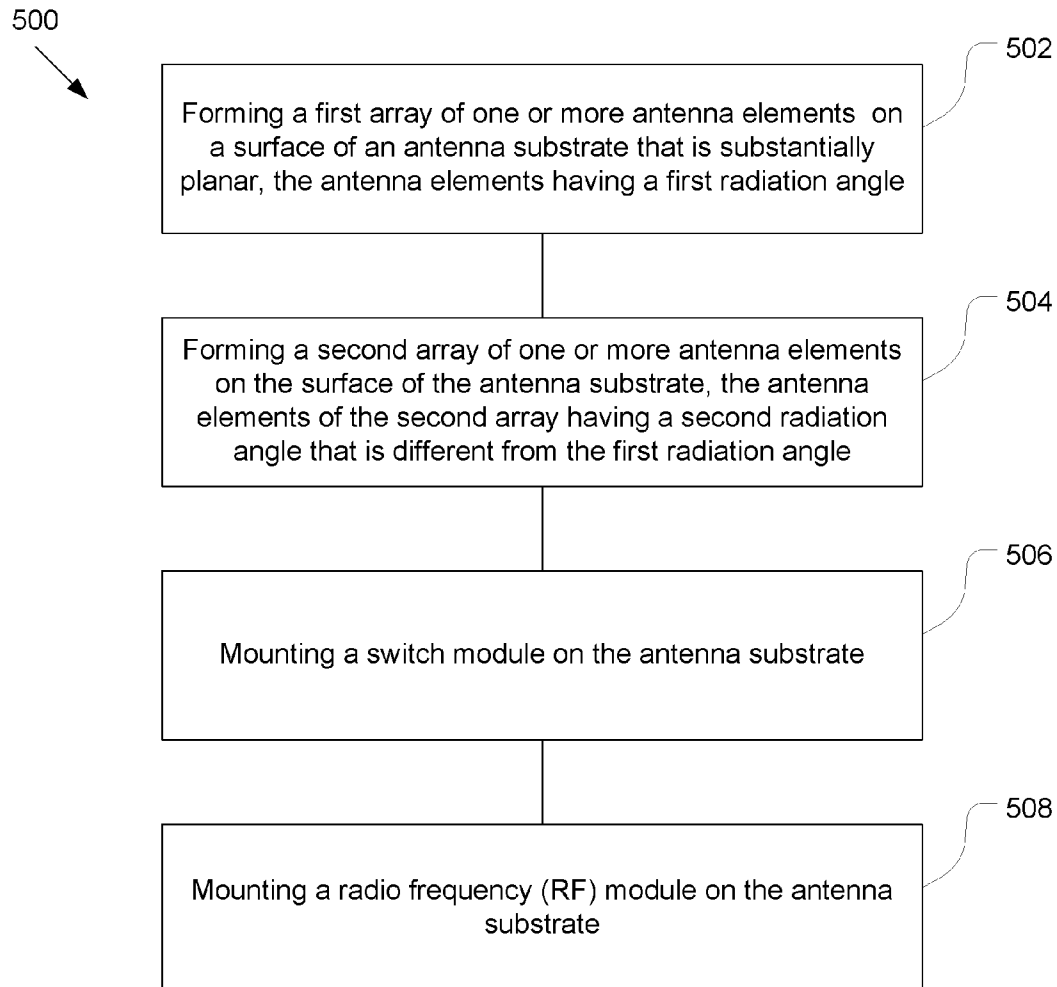 500
502
Forming a first array of one or more antenna elements on
a surface of an antenna substrate that is substantially
planar, the antenna elements having a first radiation angle
504
Forming a second array of one or more antenna elements
on the surface of the antenna substrate, the antenna
elements of the second array having a second radiation
angle that is different from the first radiation angle
506
Mounting a switch module on the antenna substrate
508
Mounting a radio frequency (RF) module on the antenna
substrate